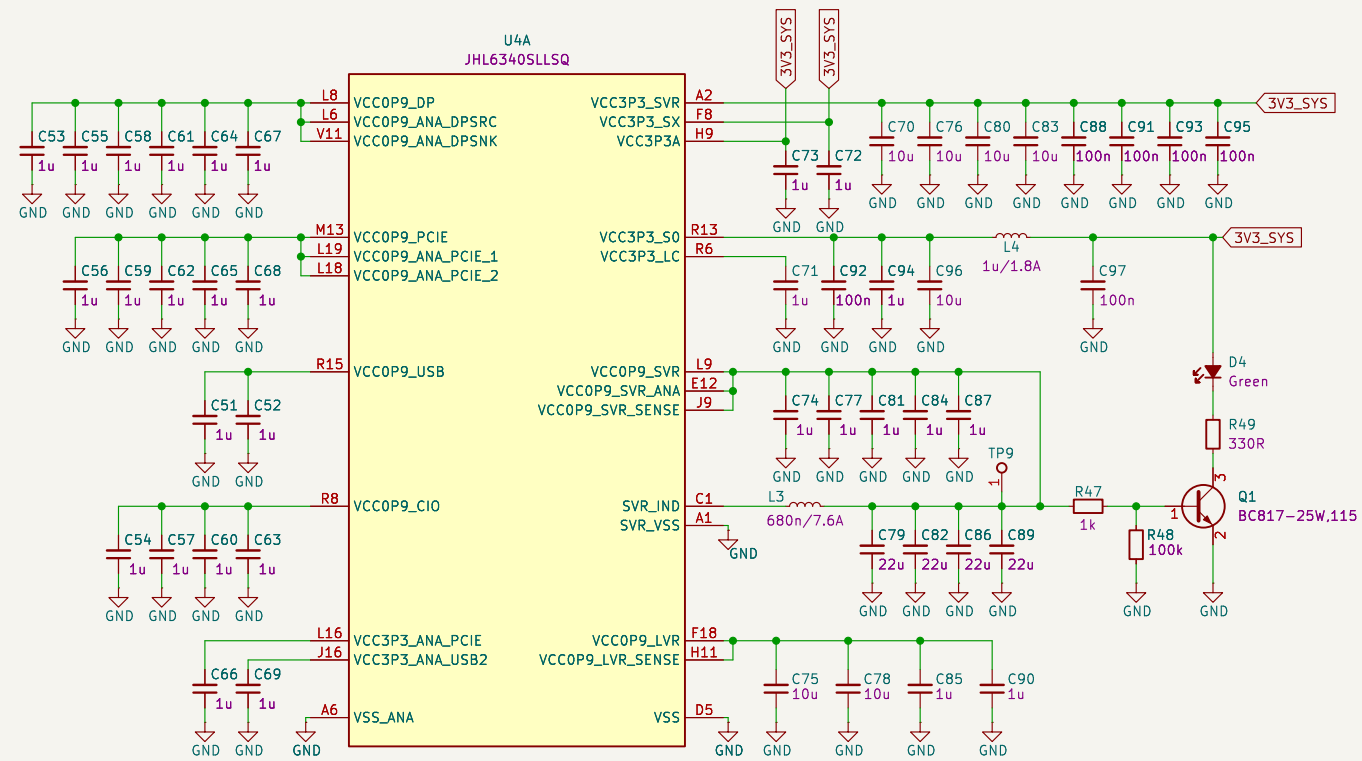 U4A
JHL6340SLLSQ
3V3_SYS
3V3_SYS
L8 VCC0P9_DP
L6 VCC0P9_ANA_DPSRC
V11 VCC0P9_ANA_DPSNK
VCC3P3_SVR A2
VCC3P3_SX F8
VCC3P3A H9
3V3_SYS
C53 C55 C58 C61 C64 C67
1u 1u 1u 1u 1u 1u
GND GND GND GND GND GND
C73 C72
1u 1u
GND GND
C70 C76 C80 C83 C88 C91 C93 C95
10u 10u 10u 10u 100n 100n 100n 100n
GND GND GND GND GND GND GND GND
M13 VCC0P9_PCIE
L19 VCC0P9_ANA_PCIE_1
L18 VCC0P9_ANA_PCIE_2
VCC3P3_S0 R13
VCC3P3_LC R6
L4
1u/1.8A
3V3_SYS
C56 C59 C62 C65 C68
1u 1u 1u 1u 1u
GND GND GND GND GND
C71 C92 C94 C96 C97
1u 100n 1u 10u 100n
GND GND GND GND GND
R15 VCC0P9_USB
VCC0P9_SVR L9
VCC0P9_SVR_ANA E12
VCC0P9_SVR_SENSE J9
D4
Green
C51 C52
1u 1u
GND GND
C74 C77 C81 C84 C87
1u 1u 1u 1u 1u
GND GND GND GND GND
R49
330R
TP9
1
R8 VCC0P9_CIO
SVR_IND C1
SVR_VSS A1
GND
L3
680n/7.6A
R47
1k
R48
100k
GND
3
1
2
Q1
BC817-25W,115
GND
C54 C57 C60 C63
1u 1u 1u 1u
GND GND GND GND
C79 C82 C86 C89
22u 22u 22u 22u
GND GND GND GND
L16 VCC3P3_ANA_PCIE
J16 VCC3P3_ANA_USB2
VCC0P9_LVR F18
VCC0P9_LVR_SENSE H11
C66 C69
1u 1u
GND GND
C75 C78 C85 C90
10u 10u 1u 1u
GND GND GND GND
A6 VSS_ANA
GND
VSS D5
GND